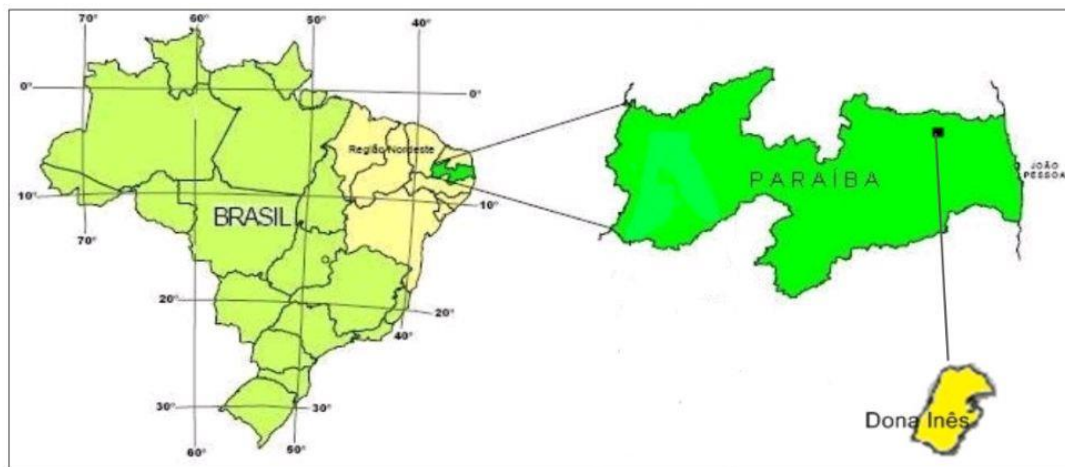 70° 60° 50° 40°
0° 0°
Região Nordeste
10° BRASIL 10°
70°
20° 20°
40°
30° 30°
60° 50°
PARAÍBA
JOÃO
PESSOA
Dona Inês